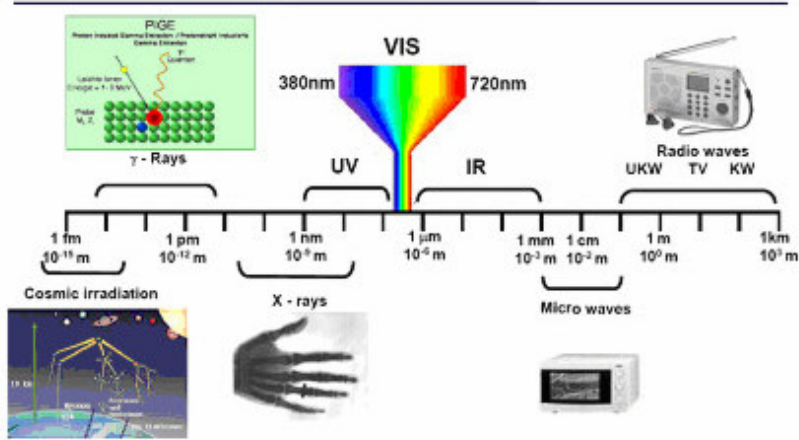 PIGE
VIS
380nm
720nm
Probe
γ - Rays
UV
IR
Radio waves
UKW TV KW
1 fm
10⁻¹⁵ m
1 pm
10⁻¹² m
1 nm
10⁻⁹ m
1 µm
10⁻⁶ m
1 mm
10⁻³ m
1 cm
10⁻² m
1 m
10⁰ m
1km
10³ m
Cosmic irradiation
X - rays
Micro waves